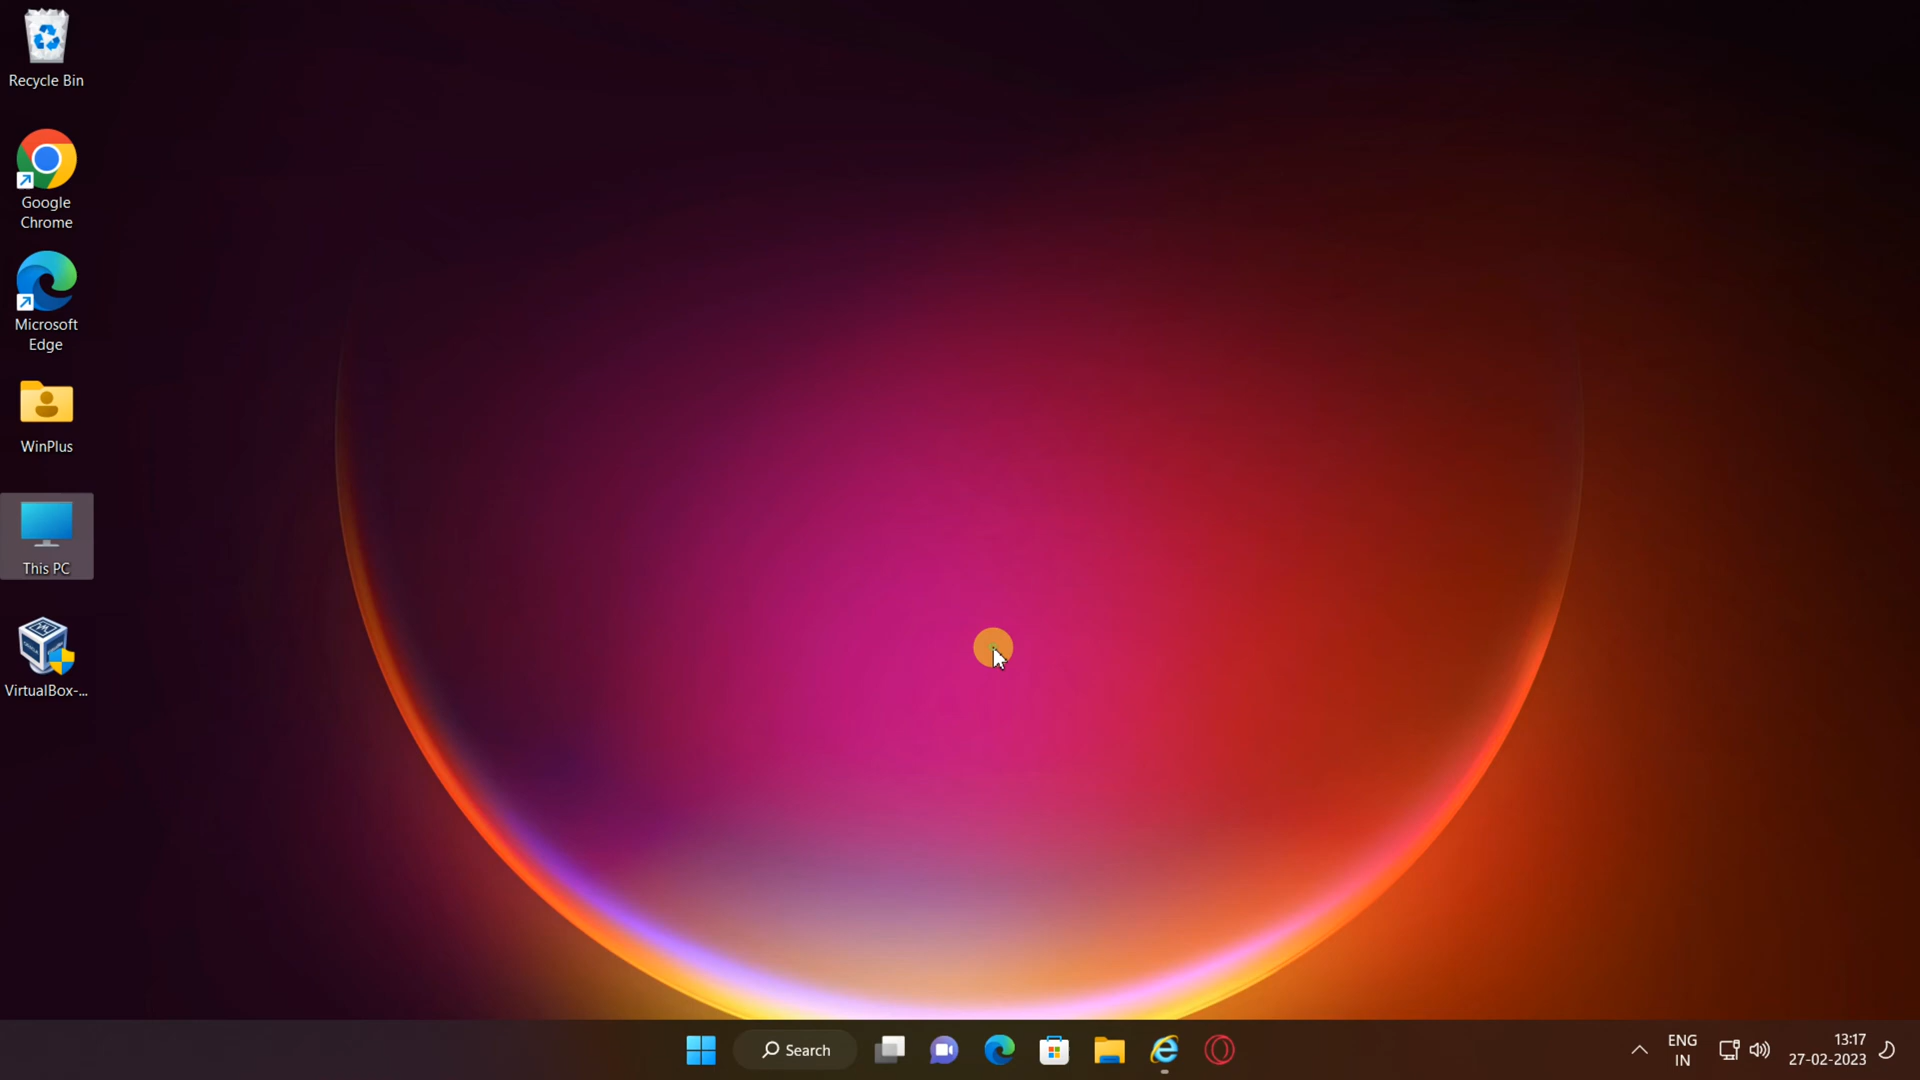 Recycle Bin
Google
Chrome
Microsoft
Edge
WinPlus
This PC
VirtualBox-...
Search
ENG
IN
13:17
27-02-2023